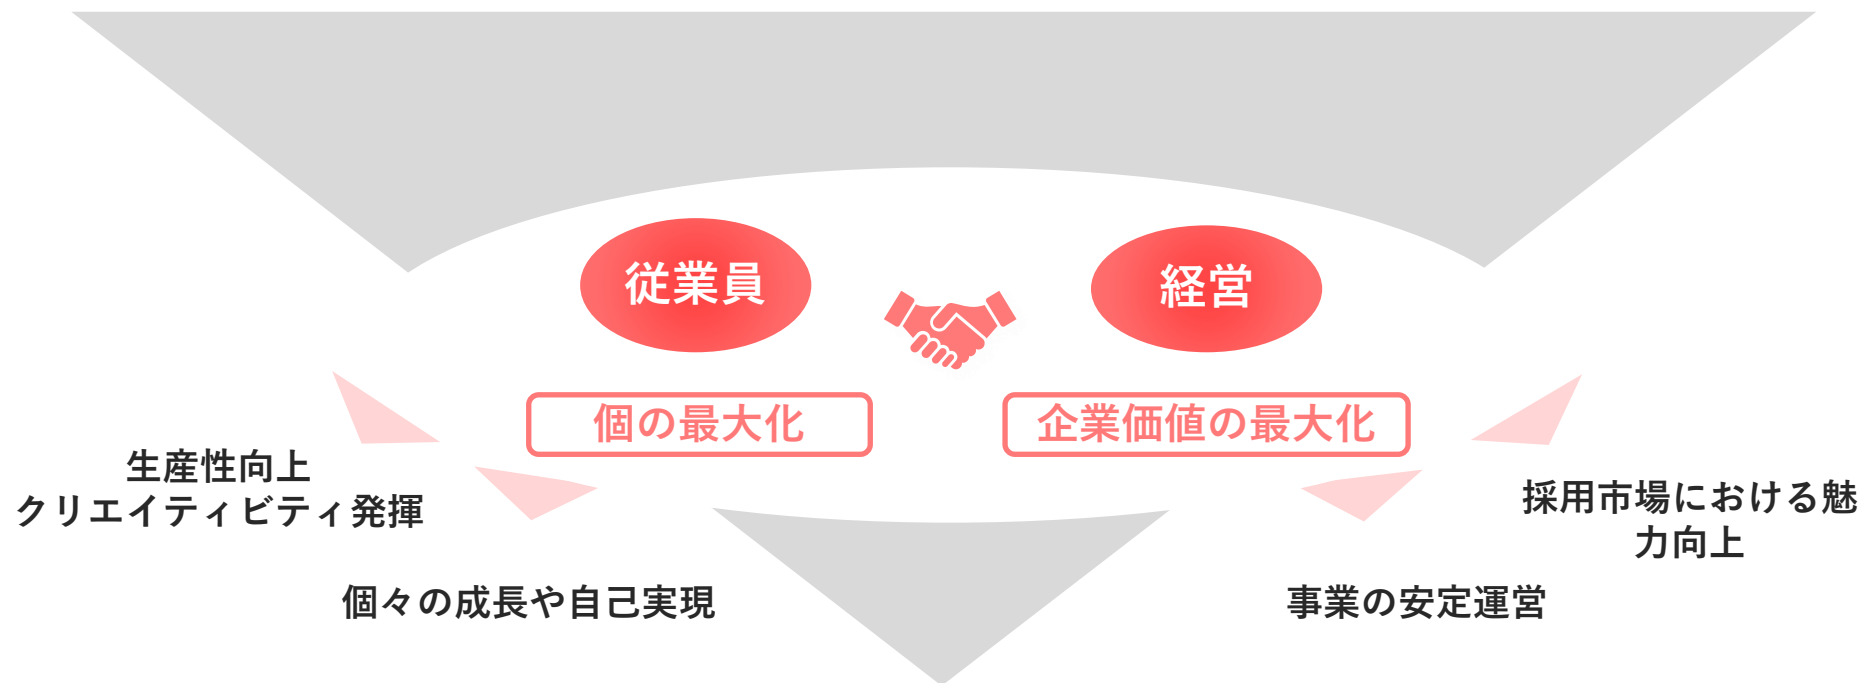 従業員
経営
個の最大化
企業価値の最大化
生産性向上
クリエイティビティ発揮
採用市場における魅
力向上
個々の成長や自己実現
事業の安定運営